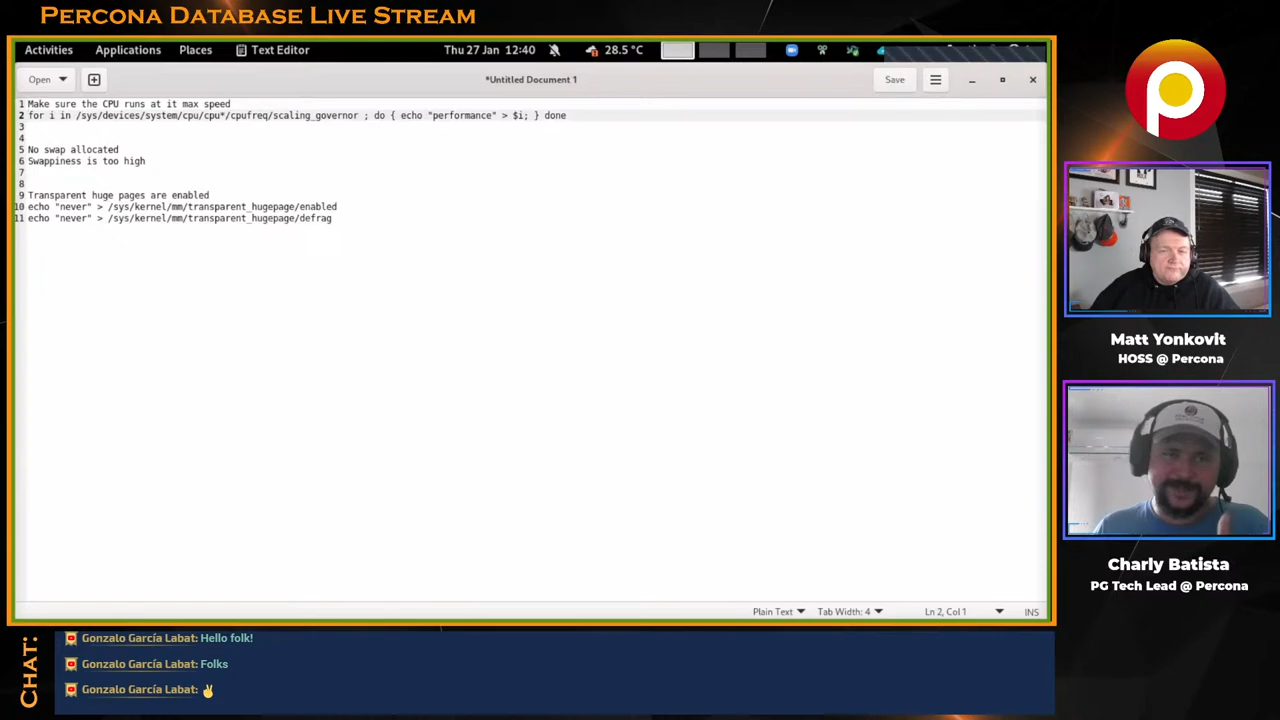 Percona Database Live Stream
Activities Applications Places Text Editor Thu 27 Jan 12:40 28.5 °C
Open *Untitled Document 1 Save
1 Make sure the CPU runs at it max speed
2 for i in /sys/devices/system/cpu/cpu*/cpufreq/scaling_governor ; do { echo "performance" > $i; } done
3
4
5 No swap allocated
6 Swappiness is too high
7
8
9 Transparent huge pages are enabled
10 echo "never" > /sys/kernel/mm/transparent_hugepage/enabled
11 echo "never" > /sys/kernel/mm/transparent_hugepage/defrag
Plain Text Tab Width: 4 Ln 2, Col 1 INS
Matt Yonkovit
HOSS @ Percona
Charly Batista
PG Tech Lead @ Percona
Chat:
Gonzalo García Labat: Hello folk!
Gonzalo García Labat: Folks
Gonzalo García Labat: ✌